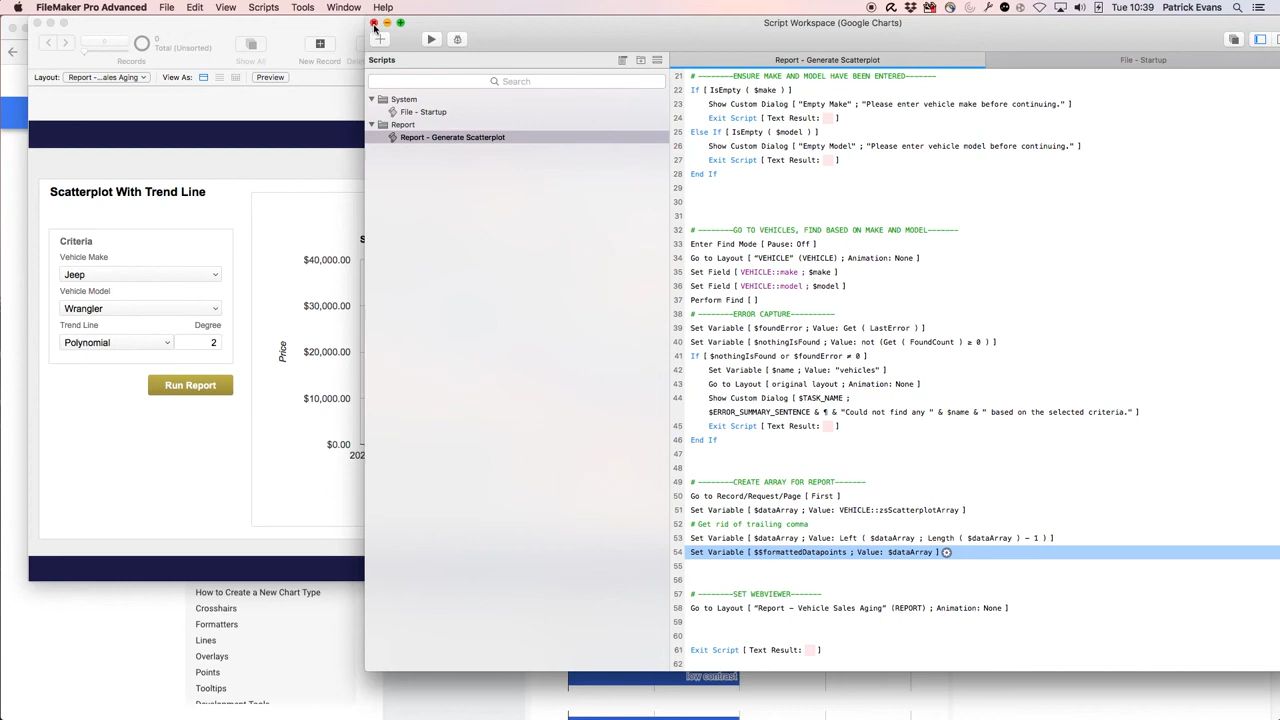 FileMaker Pro Advanced File Edit View Scripts Tools Window Help
Tue 10:39 Patrick Evans
Script Workspace (Google Charts)
0
Total (Unsorted)
Records Show All New Record
Layout: Report -...ales Aging View As: Preview
Scripts
Search
System
File - Startup
Report
Report - Generate Scatterplot
Report - Generate Scatterplot File - Startup
Scatterplot With Trend Line
Criteria
Vehicle Make
Jeep
Vehicle Model
Wrangler
Trend Line Degree
Polynomial 2
Run Report
Price
$40,000.00
$30,000.00
$20,000.00
$10,000.00
$0.00
21 # --------ENSURE MAKE AND MODEL HAVE BEEN ENTERED-------
22 If [ IsEmpty ( $make ) ]
23 Show Custom Dialog [ "Empty Make" ; "Please enter vehicle make before continuing." ]
24 Exit Script [ Text Result: ]
25 Else If [ IsEmpty ( $model ) ]
26 Show Custom Dialog [ "Empty Model" ; "Please enter vehicle model before continuing." ]
27 Exit Script [ Text Result: ]
28 End If
29
30
31
32 # --------GO TO VEHICLES, FIND BASED ON MAKE AND MODEL-------
33 Enter Find Mode [ Pause: Off ]
34 Go to Layout [ "VEHICLE" (VEHICLE) ; Animation: None ]
35 Set Field [ VEHICLE::make ; $make ]
36 Set Field [ VEHICLE::model ; $model ]
37 Perform Find [ ]
38 # --------ERROR CAPTURE----------
39 Set Variable [ $foundError ; Value: Get ( LastError ) ]
40 Set Variable [ $nothingIsFound ; Value: not (Get ( FoundCount ) ≥ 0 ) ]
41 If [ $nothingIsFound or $foundError ≠ 0 ]
42 Set Variable [ $name ; Value: "vehicles" ]
43 Go to Layout [ original layout ; Animation: None ]
44 Show Custom Dialog [ $TASK_NAME ;
$ERROR_SUMMARY_SENTENCE & ¶ & "Could not find any " & $name & " based on the selected criteria." ]
45 Exit Script [ Text Result: ]
46 End If
47
48
49 # --------CREATE ARRAY FOR REPORT-------
50 Go to Record/Request/Page [ First ]
51 Set Variable [ $dataArray ; Value: VEHICLE::zsScatterplotArray ]
52 # Get rid of trailing comma
53 Set Variable [ $dataArray ; Value: Left ( $dataArray ; Length ( $dataArray ) - 1 ) ]
54 Set Variable [ $$formattedDatapoints ; Value: $dataArray ]
55
56
57 # --------SET WEBVIEWER-------
58 Go to Layout [ "Report - Vehicle Sales Aging" (REPORT) ; Animation: None ]
59
60
61 Exit Script [ Text Result: ]
62
How to Create a New Chart Type
Crosshairs
Formatters
Lines
Overlays
Points
Tooltips
Development Tools
low contrast